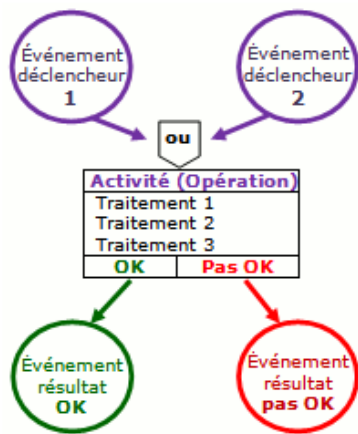 Événement
déclencheur
1
Événement
déclencheur
2
ou
Activité (Opération)
Traitement 1
Traitement 2
Traitement 3
OK
Pas OK
Événement
résultat
OK
Événement
résultat
pas OK